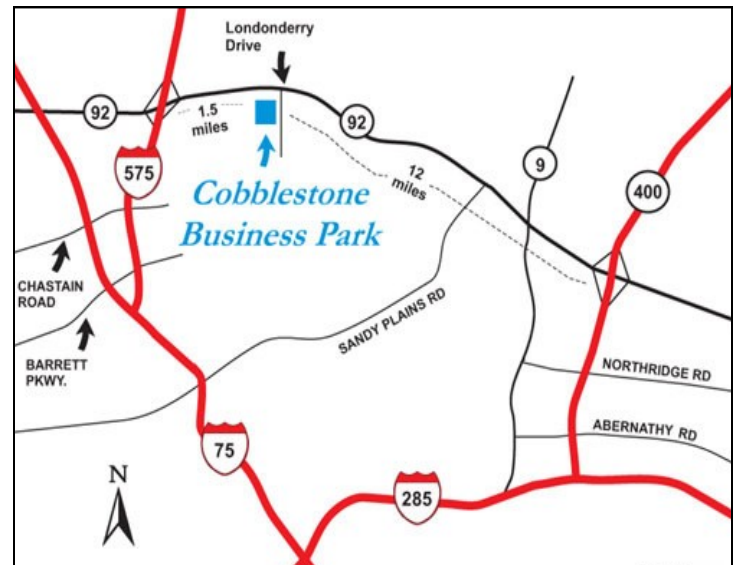 Londonderry
Drive
92
1.5
miles
92
575
12
miles
9
400
Cobblestone
Business Park
CHASTAIN
ROAD
SANDY PLAINS RD
BARRETT
PKWY.
NORTHRIDGE RD
ABERNATHY RD
75
N
285